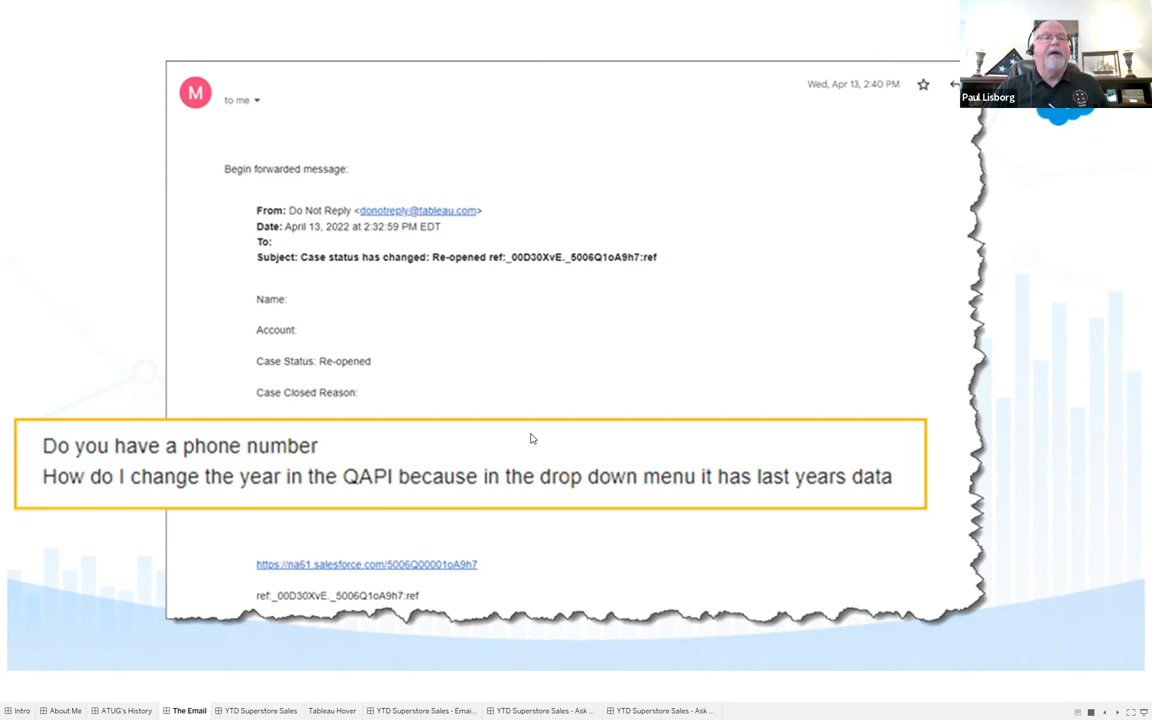 M
to me
Wed, Apr 13, 2:40 PM
Paul Lisborg
Begin forwarded message:
From: Do Not Reply <donotreply@tableau.com>
Date: April 13, 2022 at 2:32:59 PM EDT
To:
Subject: Case status has changed: Re-opened ref:_00D30XvE._5006Q1oA9h7:ref
Name:
Account:
Case Status: Re-opened
Case Closed Reason:
Do you have a phone number
How do I change the year in the QAPI because in the drop down menu it has last years data
https://na61.salesforce.com/5006Q00001oA9h7
ref:_00D30XvE._5006Q1oA9h7:ref
Intro About Me ATUG's History The Email YTD Superstore Sales Tableau Hover YTD Superstore Sales - Emai... YTD Superstore Sales - Ask ... YTD Superstore Sales - Ask ...